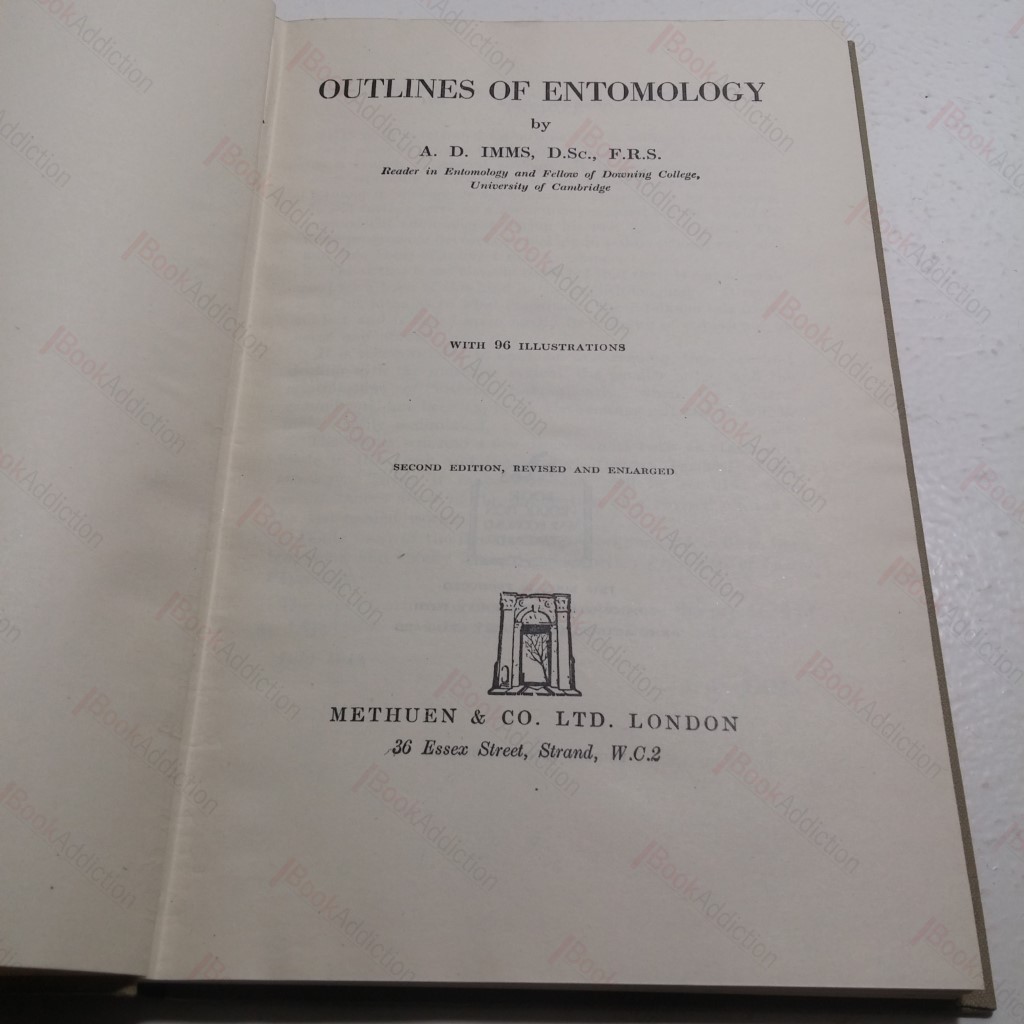 OUTLINES OF ENTOMOLOGY
by
A. D. IMMS, D.Sc., F.R.S.
Reader in Entomology and Fellow of Downing College,
University of Cambridge
WITH 96 ILLUSTRATIONS
SECOND EDITION, REVISED AND ENLARGED
METHUEN & CO. LTD. LONDON
36 Essex Street, Strand, W.C.2
BookAddiction